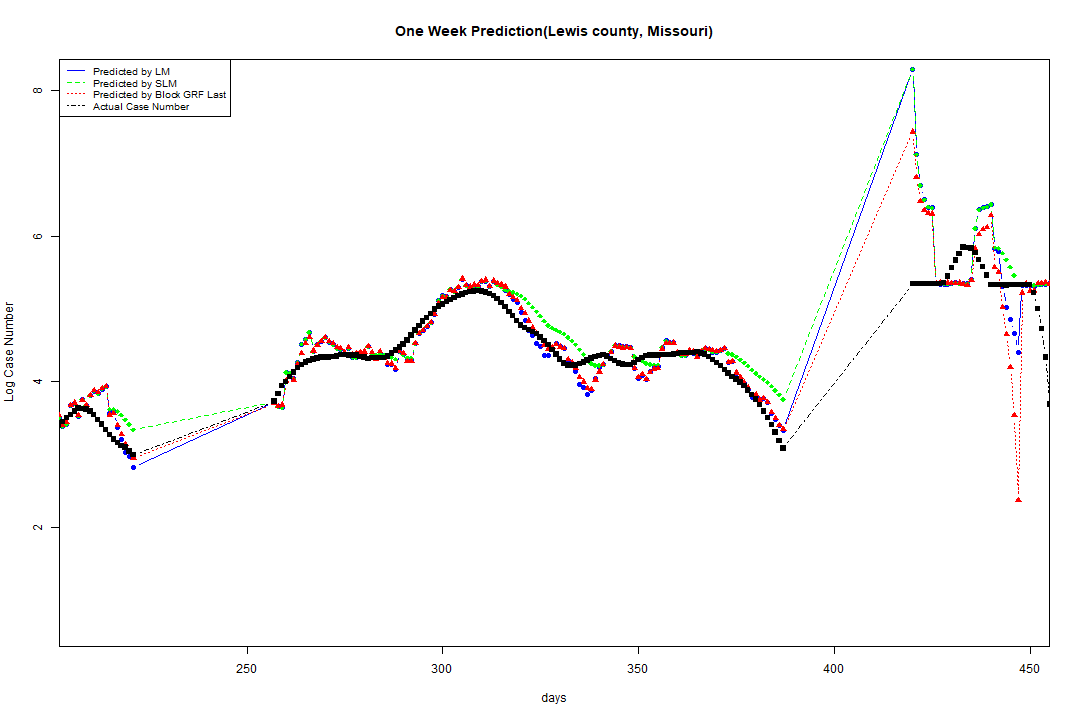 One Week Prediction(Lewis county, Missouri)
Predicted by LM
Predicted by SLM
Predicted by Block GRF Last
Actual Case Number
8
6
4
2
Log Case Number
250 300 350 400 450
days